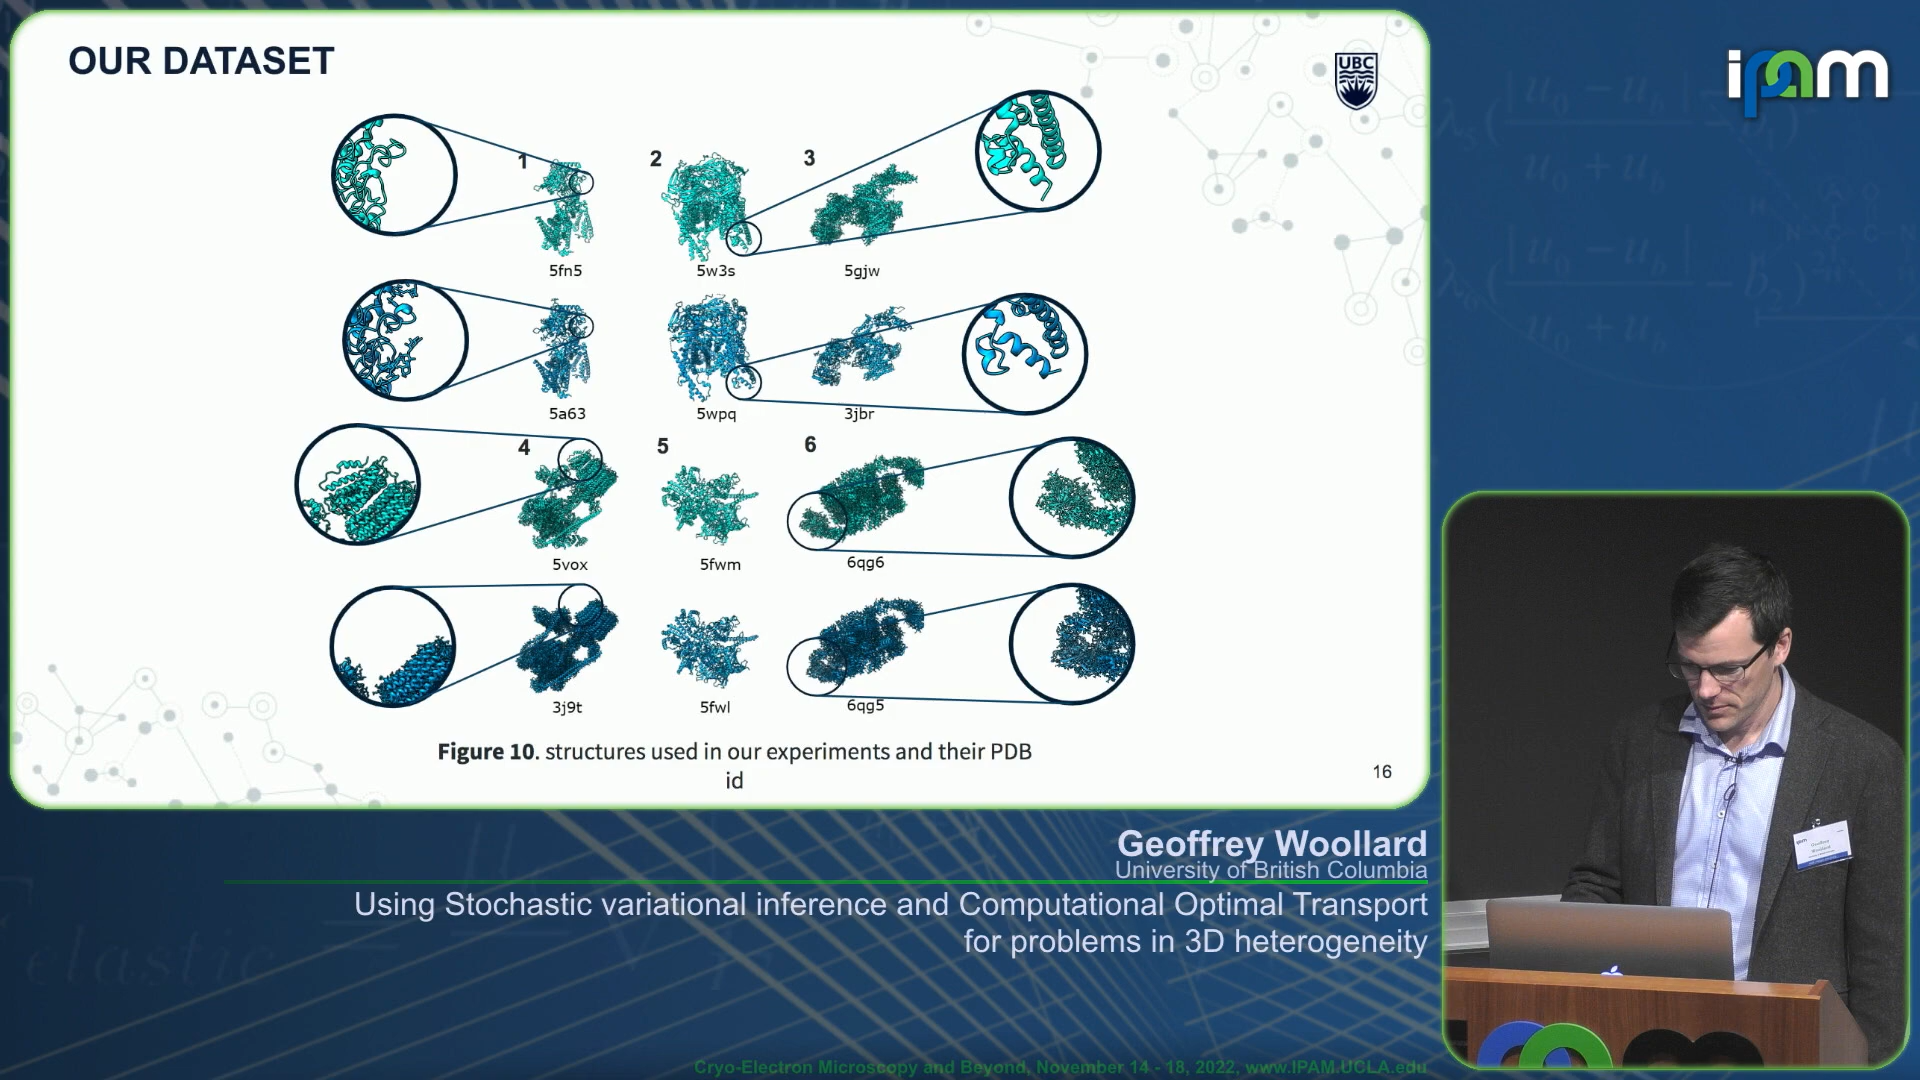 OUR DATASET
UBC
1
2
3
5fn5
5w3s
5gjw
5a63
5wpq
3jbr
4
5
6
5vox
5fwm
6qg6
3j9t
5fwl
6qg5
Figure 10. structures used in our experiments and their PDB
id
16
ipam
Geoffrey Woollard
University of British Columbia
Using Stochastic variational inference and Computational Optimal Transport
for problems in 3D heterogeneity
Cryo-Electron Microscopy and Beyond, November 14 - 18, 2022, www.IPAM.UCLA.edu
elastic